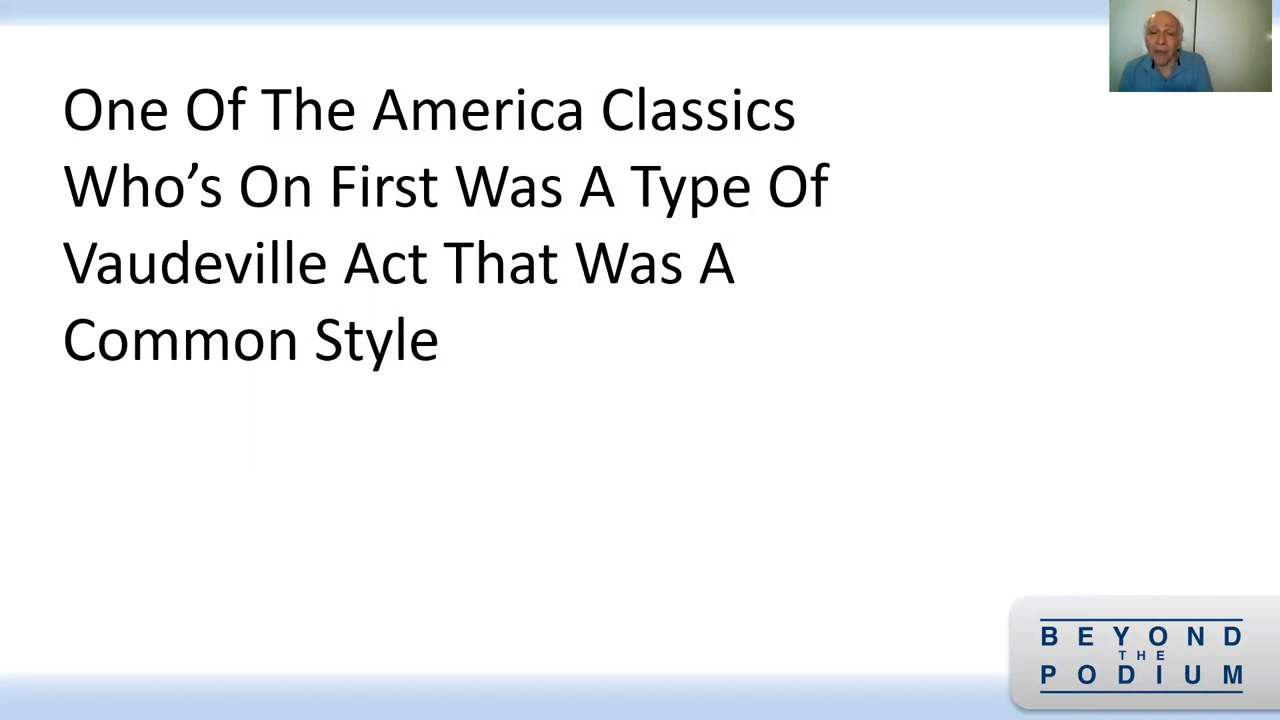 One Of The America Classics
Who’s On First Was A Type Of
Vaudeville Act That Was A
Common Style
BEYOND
THE
PODIUM